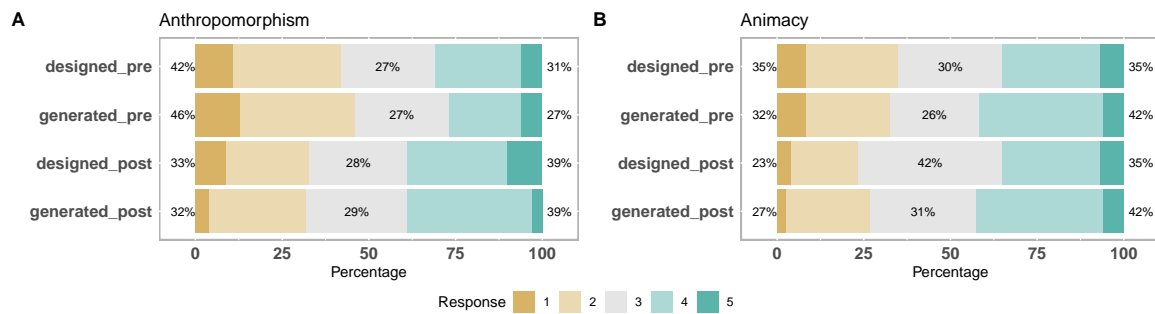 A Anthropomorphism
designed_pre 42% 27% 31%
generated_pre 46% 27% 27%
designed_post 33% 28% 39%
generated_post 32% 29% 39%
0 25 50 75 100
Percentage
B Animacy
designed_pre 35% 30% 35%
generated_pre 32% 26% 42%
designed_post 23% 42% 35%
generated_post 27% 31% 42%
0 25 50 75 100
Percentage
Response 1 2 3 4 5